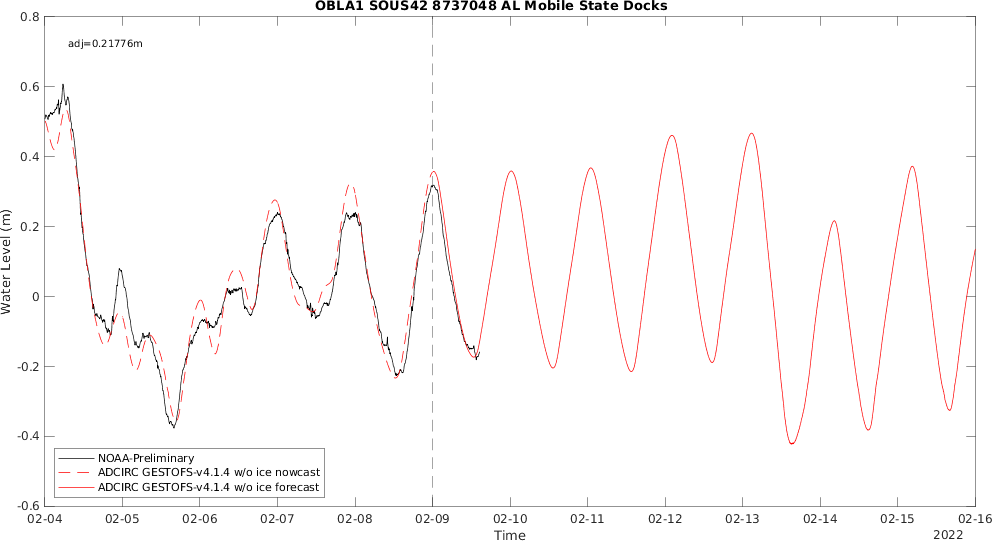 OBLA1 SOUS42 8737048 AL Mobile State Docks
adj=0.21776m
0.8
0.6
0.4
0.2
0
-0.2
-0.4
-0.6
Water Level (m)
NOAA-Preliminary
ADCIRC GESTOFS-v4.1.4 w/o ice nowcast
ADCIRC GESTOFS-v4.1.4 w/o ice forecast
02-04 02-05 02-06 02-07 02-08 02-09 02-10 02-11 02-12 02-13 02-14 02-15 02-16
Time
2022